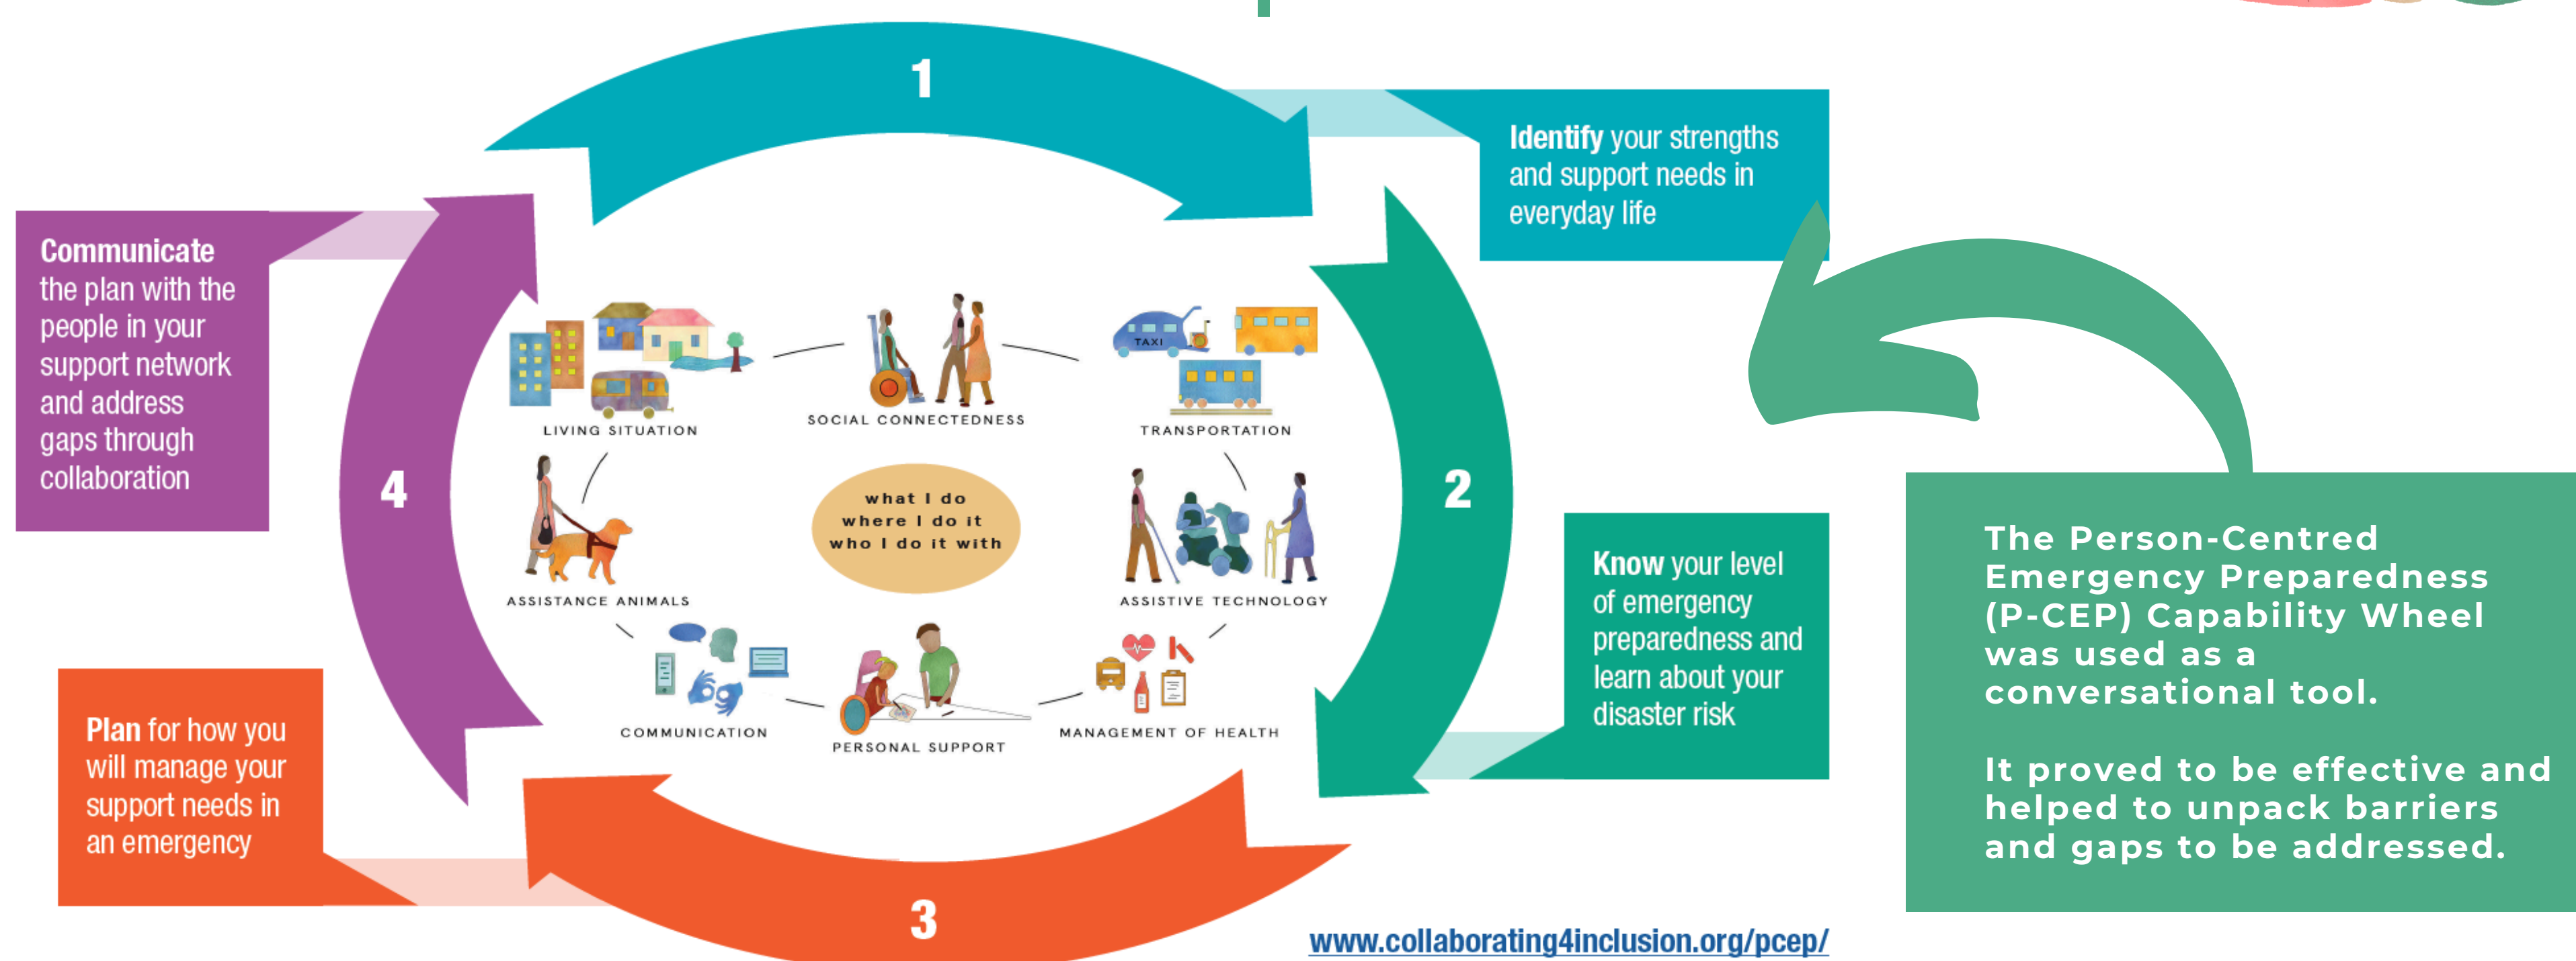 1
Identify your strengths
and support needs in
everyday life
2
Know your level
of emergency
preparedness and
learn about your
disaster risk
3
Plan for how you
will manage your
support needs in
an emergency
4
Communicate
the plan with the
people in your
support network
and address
gaps through
collaboration
LIVING SITUATION
SOCIAL CONNECTEDNESS
TAXI
TRANSPORTATION
ASSISTIVE TECHNOLOGY
MANAGEMENT OF HEALTH
PERSONAL SUPPORT
COMMUNICATION
ASSISTANCE ANIMALS
what I do
where I do it
who I do it with
The Person-Centred
Emergency Preparedness
(P-CEP) Capability Wheel
was used as a
conversational tool.
It proved to be effective and
helped to unpack barriers
and gaps to be addressed.
www.collaborating4inclusion.org/pcep/